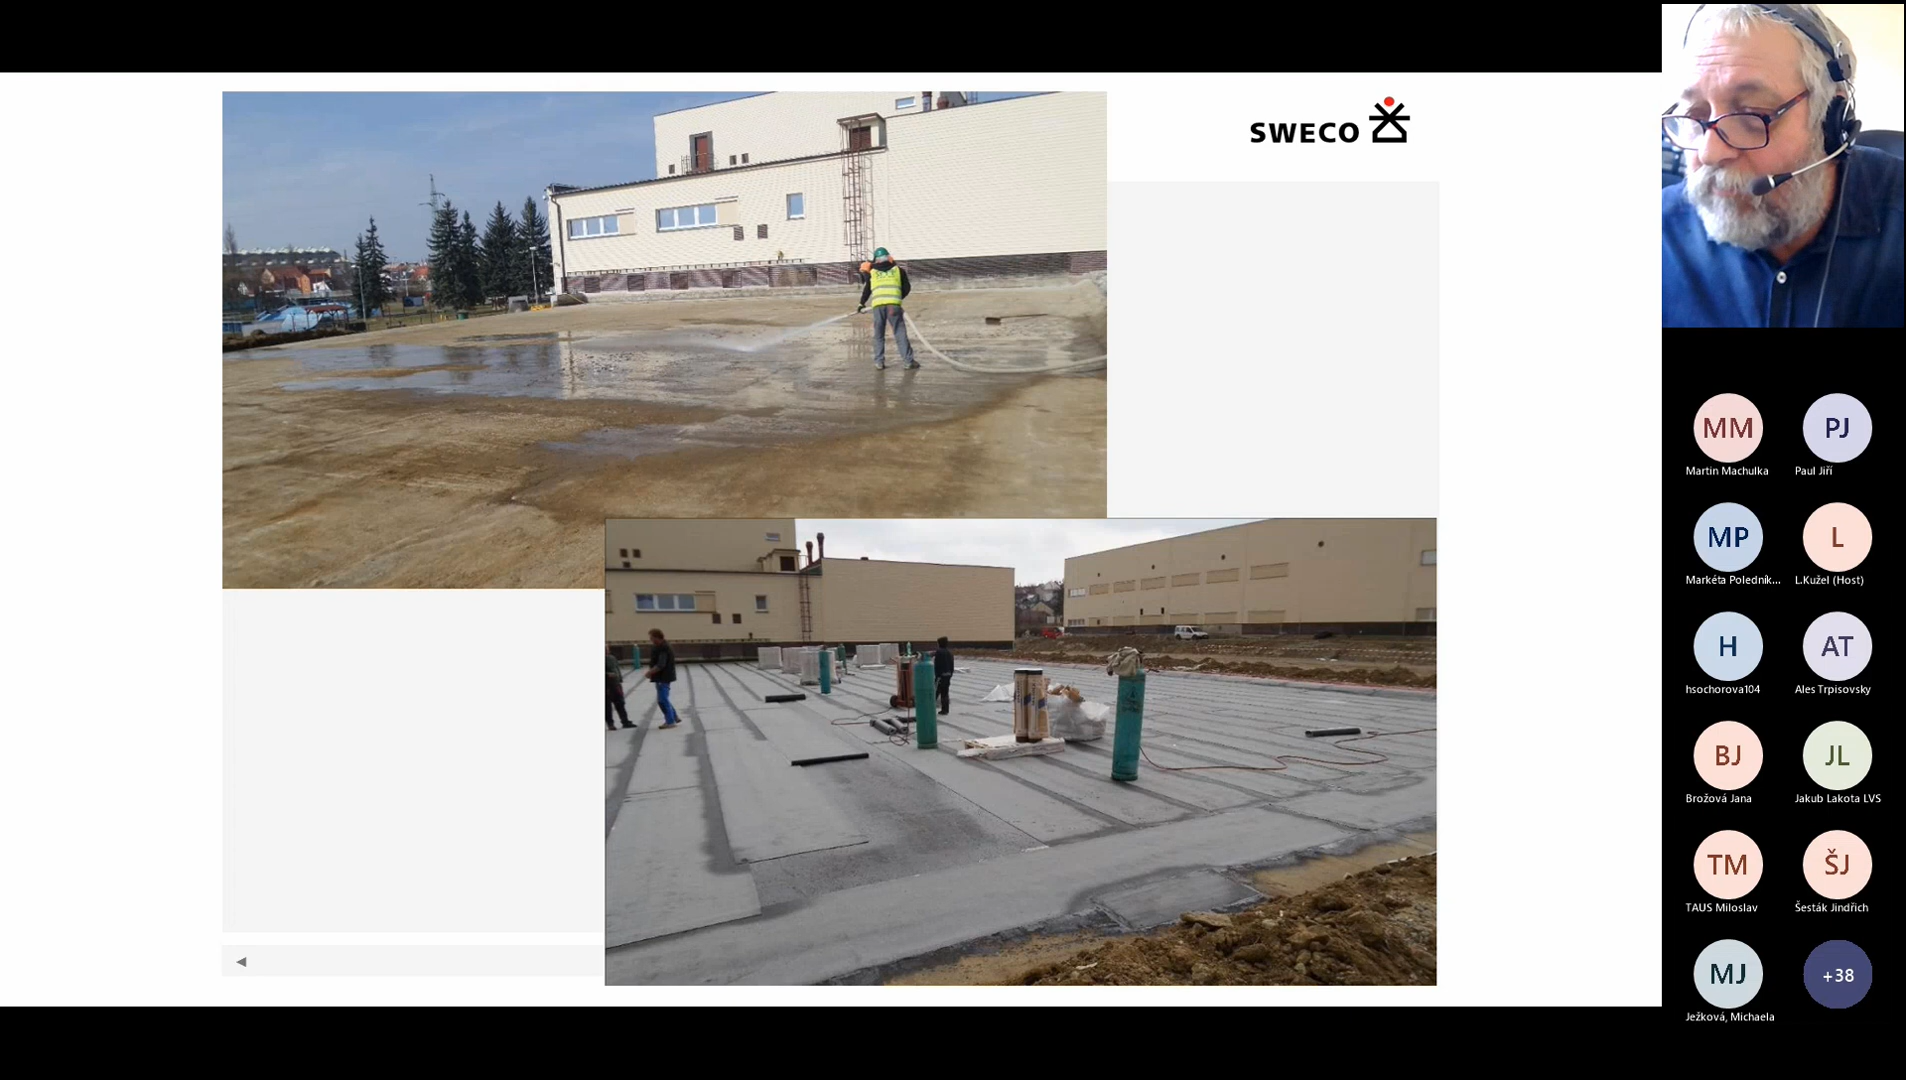 SWECO
MM
Martin Machulka
PJ
Paul Jiří
MP
Markéta Poledník...
L
L.Kužel (Host)
H
hsochorova104
AT
Ales Trpisovsky
BJ
Brožová Jana
JL
Jakub Lakota LVS
TM
TAUS Miloslav
ŠJ
Šesták Jindřich
MJ
Ježková, Michaela
+38